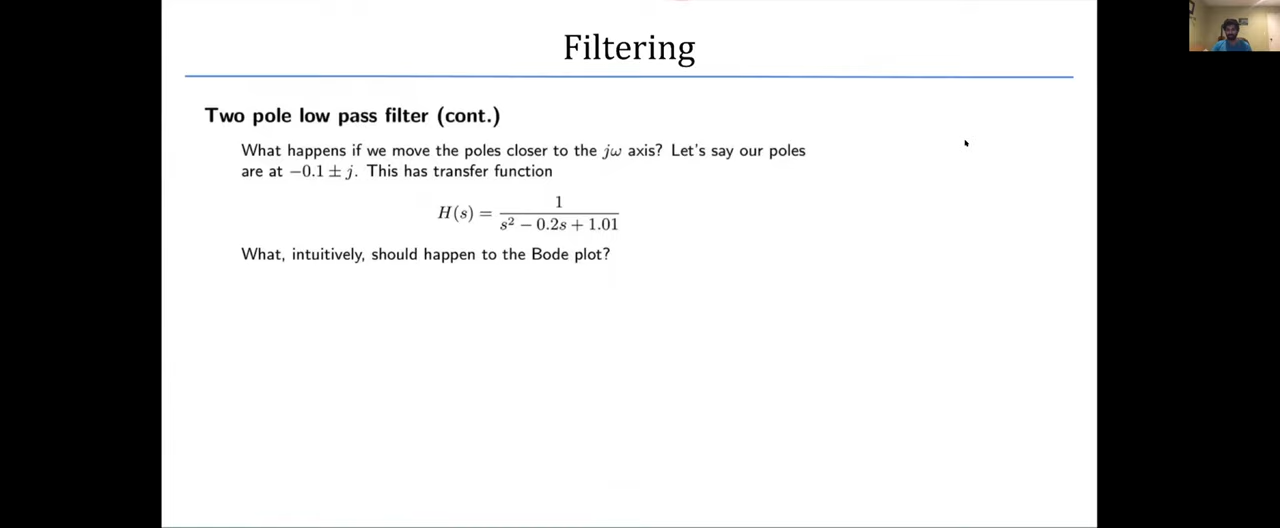 Filtering
Two pole low pass filter (cont.)
What happens if we move the poles closer to the jω axis? Let's say our poles
are at −0.1 ± j. This has transfer function
H(s) = 1 / (s² − 0.2s + 1.01)
What, intuitively, should happen to the Bode plot?